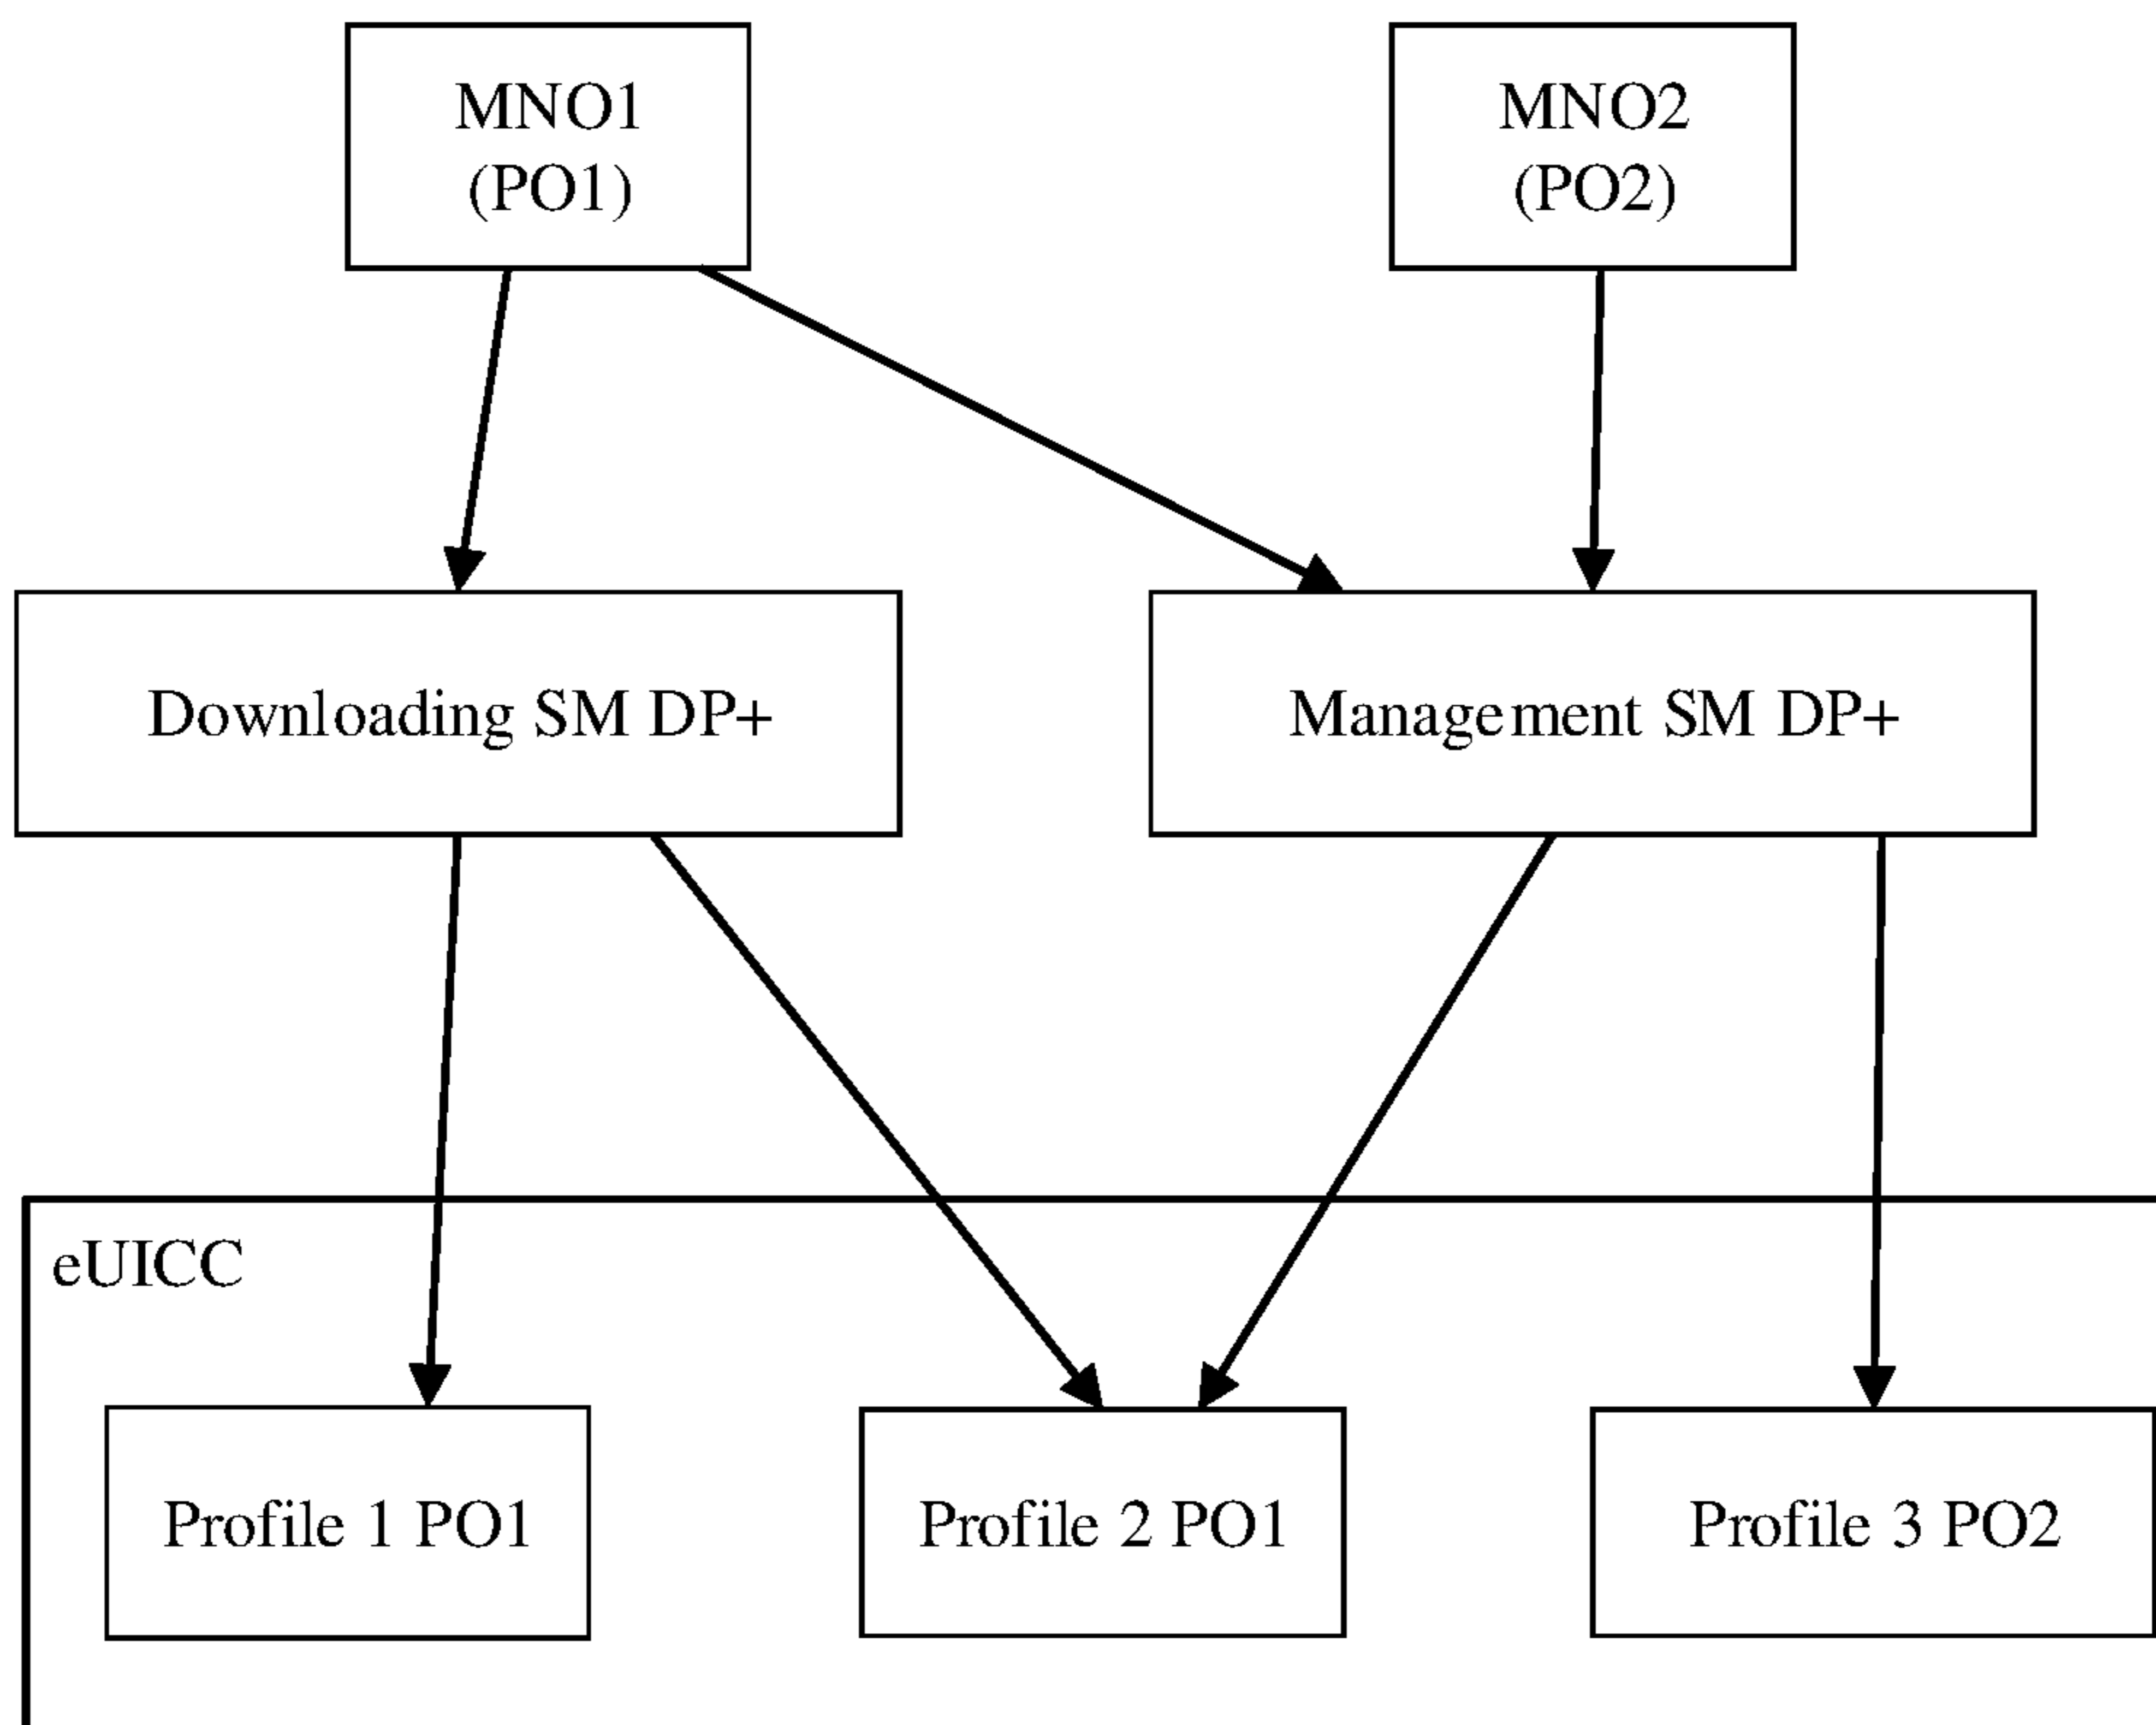 MNO1
(PO1)
MNO2
(PO2)
Downloading SM DP+
Management SM DP+
eUICC
Profile 1 PO1
Profile 2 PO1
Profile 3 PO2